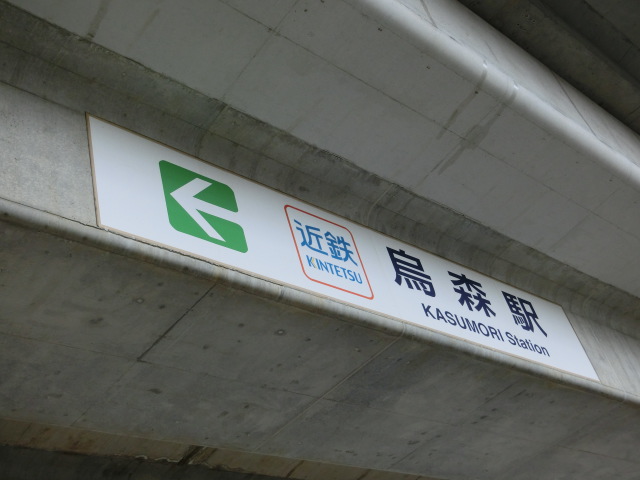 近鉄
KINTETSU
烏森駅
KASUMORI Station